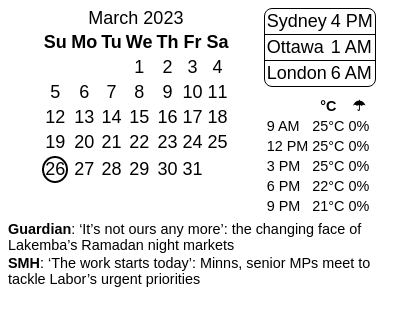 March 2023
Su Mo Tu We Th Fr Sa
1 2 3 4
5 6 7 8 9 10 11
12 13 14 15 16 17 18
19 20 21 22 23 24 25
26 27 28 29 30 31
Sydney 4 PM
Ottawa 1 AM
London 6 AM
°C ☂
9 AM 25°C 0%
12 PM 25°C 0%
3 PM 25°C 0%
6 PM 22°C 0%
9 PM 21°C 0%
Guardian: ‘It’s not ours any more’: the changing face of
Lakemba’s Ramadan night markets
SMH: ‘The work starts today’: Minns, senior MPs meet to
tackle Labor’s urgent priorities